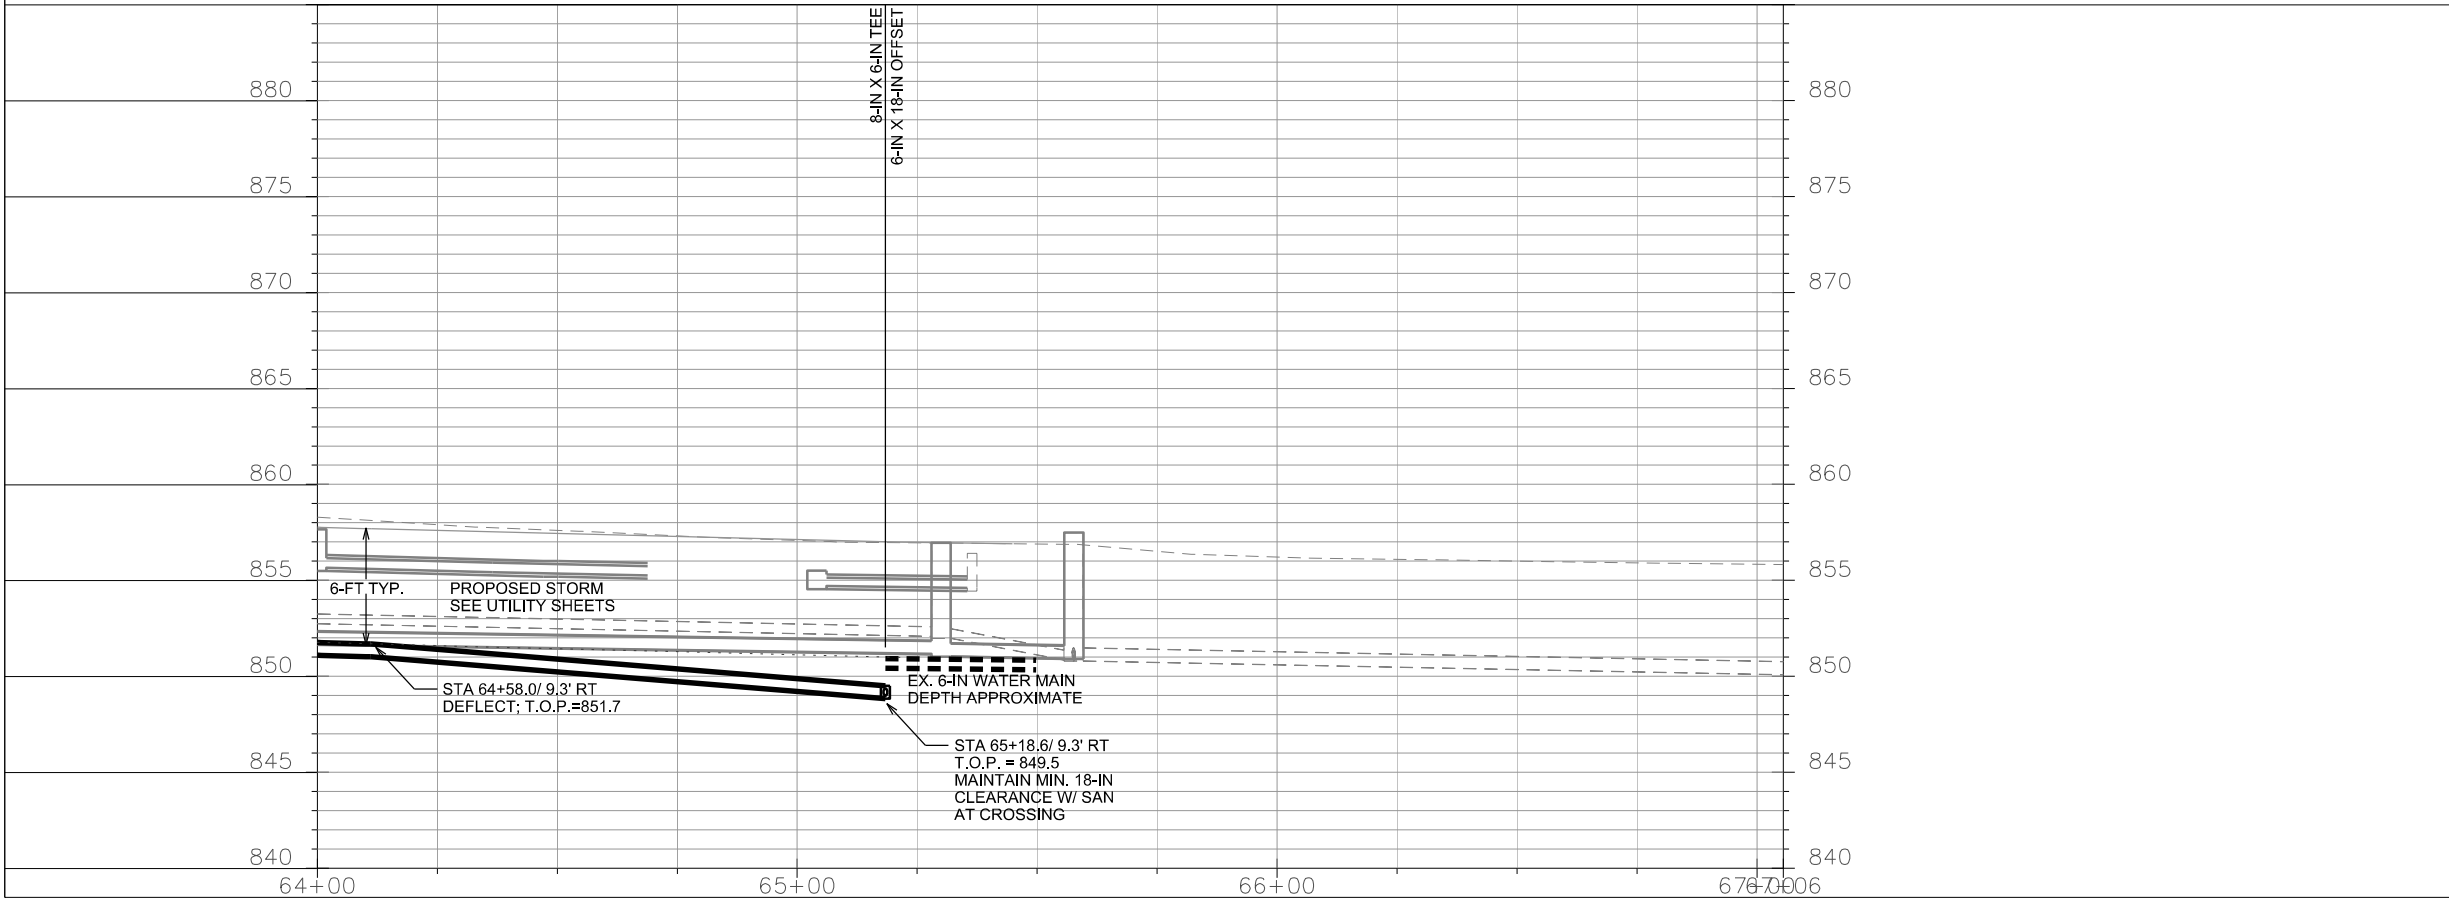 8-IN X 6-IN TEE
6-IN X 18-IN OFFSET
880
880
875
875
870
870
865
865
860
860
855
855
6-FT TYP.
PROPOSED STORM
SEE UTILITY SHEETS
850
850
STA 64+58.0/ 9.3' RT
DEFLECT; T.O.P.=851.7
EX. 6-IN WATER MAIN
DEPTH APPROXIMATE
STA 65+18.6/ 9.3' RT
T.O.P. = 849.5
MAINTAIN MIN. 18-IN
CLEARANCE W/ SAN
AT CROSSING
845
845
840
840
64+00
65+00
66+00